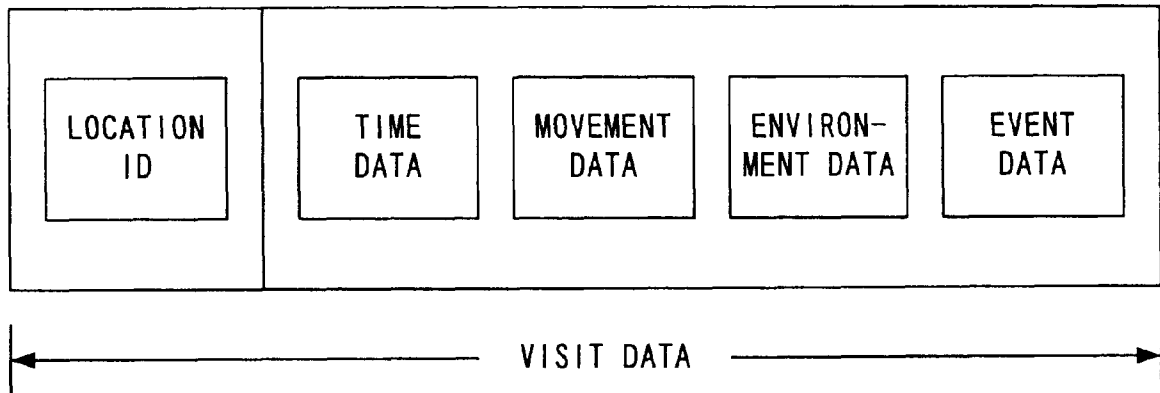 LOCATION
ID
TIME
DATA
MOVEMENT
DATA
ENVIRON-
MENT DATA
EVENT
DATA
VISIT DATA